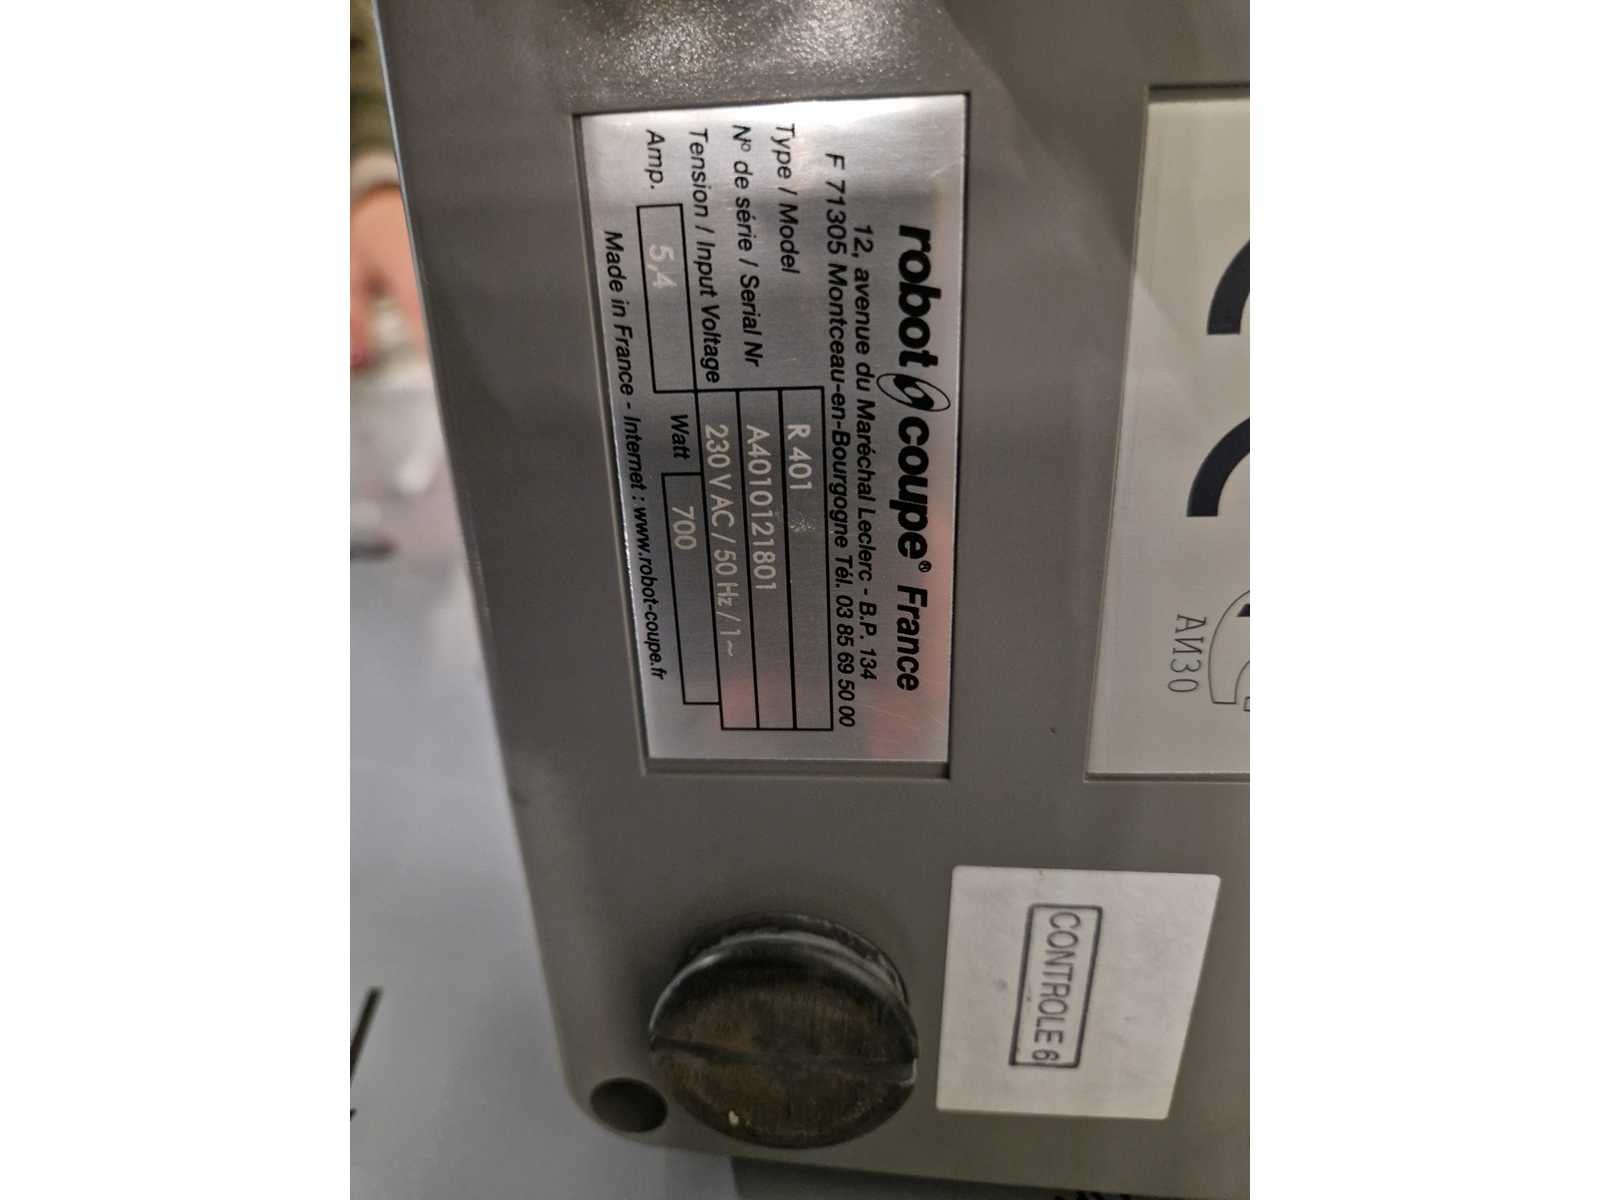 robot coupe® France
12, avenue du Maréchal Leclerc - B.P. 134
F 71305 Montceau-en-Bourgogne Tél. 03 85 69 50 00
Type / Model R 401
N° de série / Serial Nr A4010121801
Tension / Input Voltage 230 V AC / 50 Hz / 1~
Amp. 5,4 Watt 700
Made in France - Internet : www.robot-coupe.fr
АИ30
CONTROLE 6